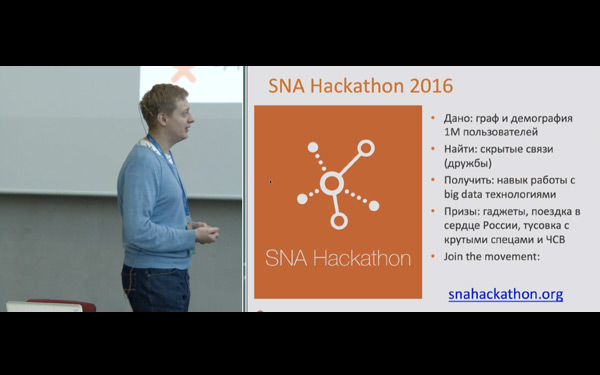 SNA Hackathon 2016
SNA Hackathon
Дано: граф и демография
1М пользователей
Найти: скрытые связи
(дружбы)
Получить: навык работы с
big data технологиями
Призы: гаджеты, поездка в
сердце России, тусовка с
крутыми спецами и ЧСВ
Join the movement:
snahackathon.org